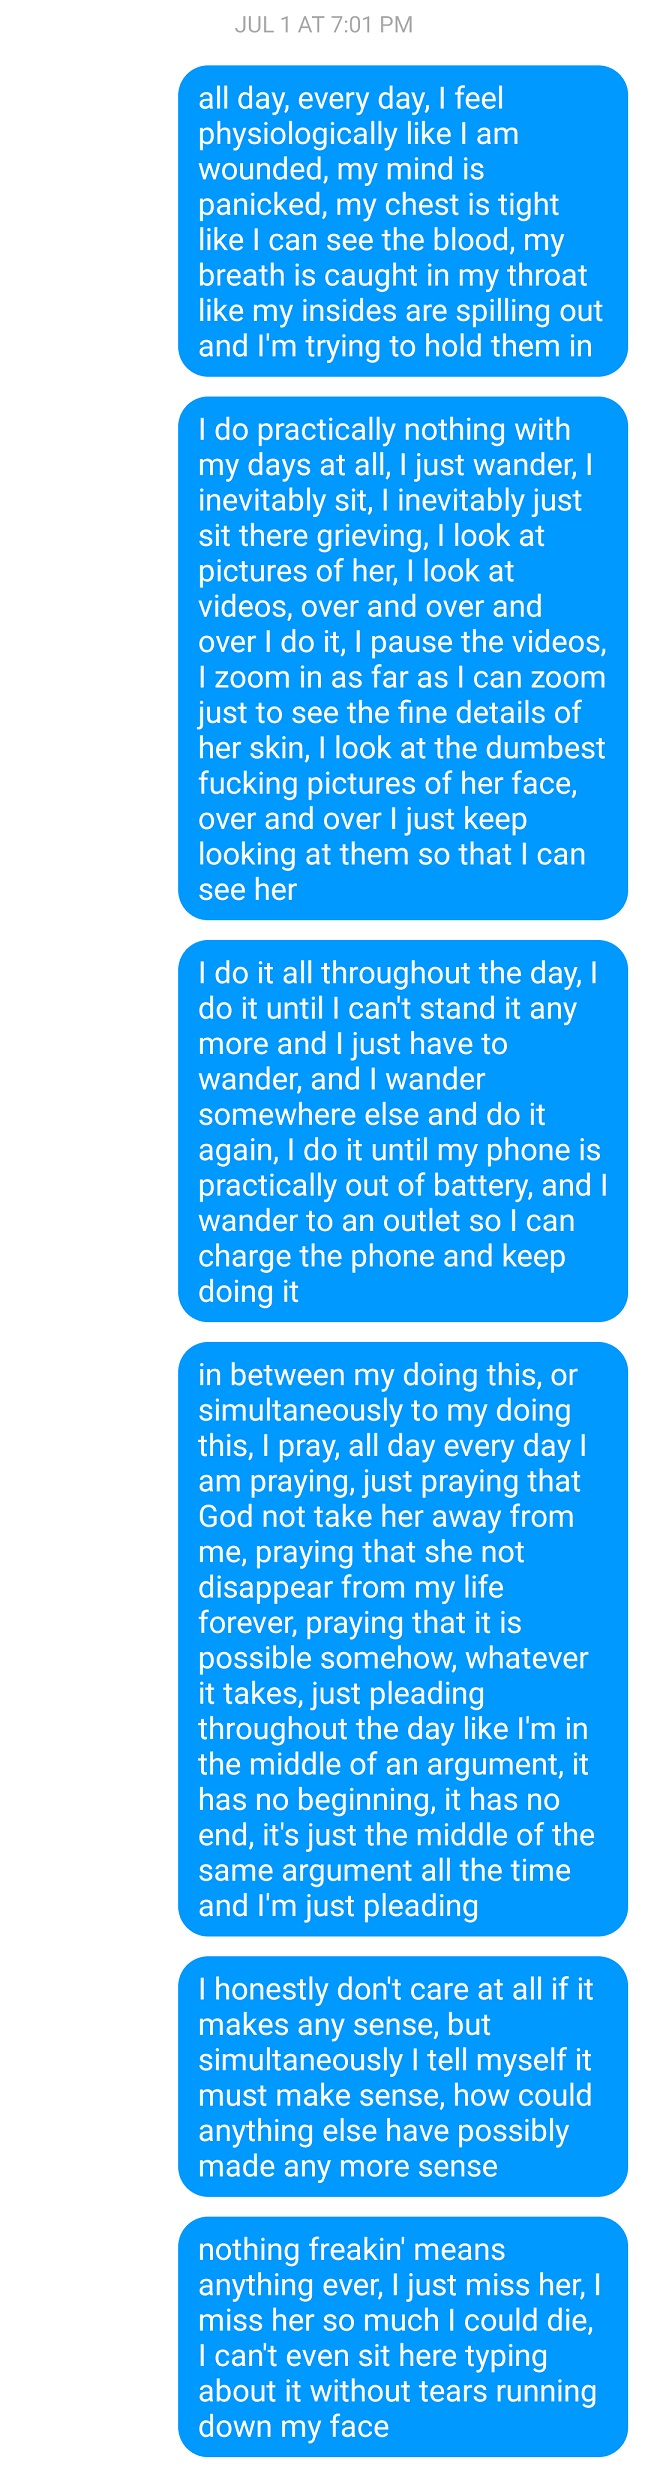 JUL 1 AT 7:01 PM
all day, every day, I feel
physiologically like I am
wounded, my mind is
panicked, my chest is tight
like I can see the blood, my
breath is caught in my throat
like my insides are spilling out
and I'm trying to hold them in
I do practically nothing with
my days at all, I just wander, I
inevitably sit, I inevitably just
sit there grieving, I look at
pictures of her, I look at
videos, over and over and
over I do it, I pause the videos,
I zoom in as far as I can zoom
just to see the fine details of
her skin, I look at the dumbest
fucking pictures of her face,
over and over I just keep
looking at them so that I can
see her
I do it all throughout the day, I
do it until I can't stand it any
more and I just have to
wander, and I wander
somewhere else and do it
again, I do it until my phone is
practically out of battery, and I
wander to an outlet so I can
charge the phone and keep
doing it
in between my doing this, or
simultaneously to my doing
this, I pray, all day every day I
am praying, just praying that
God not take her away from
me, praying that she not
disappear from my life
forever, praying that it is
possible somehow, whatever
it takes, just pleading
throughout the day like I'm in
the middle of an argument, it
has no beginning, it has no
end, it's just the middle of the
same argument all the time
and I'm just pleading
I honestly don't care at all if it
makes any sense, but
simultaneously I tell myself it
must make sense, how could
anything else have possibly
made any more sense
nothing freakin' means
anything ever, I just miss her, I
miss her so much I could die,
I can't even sit here typing
about it without tears running
down my face